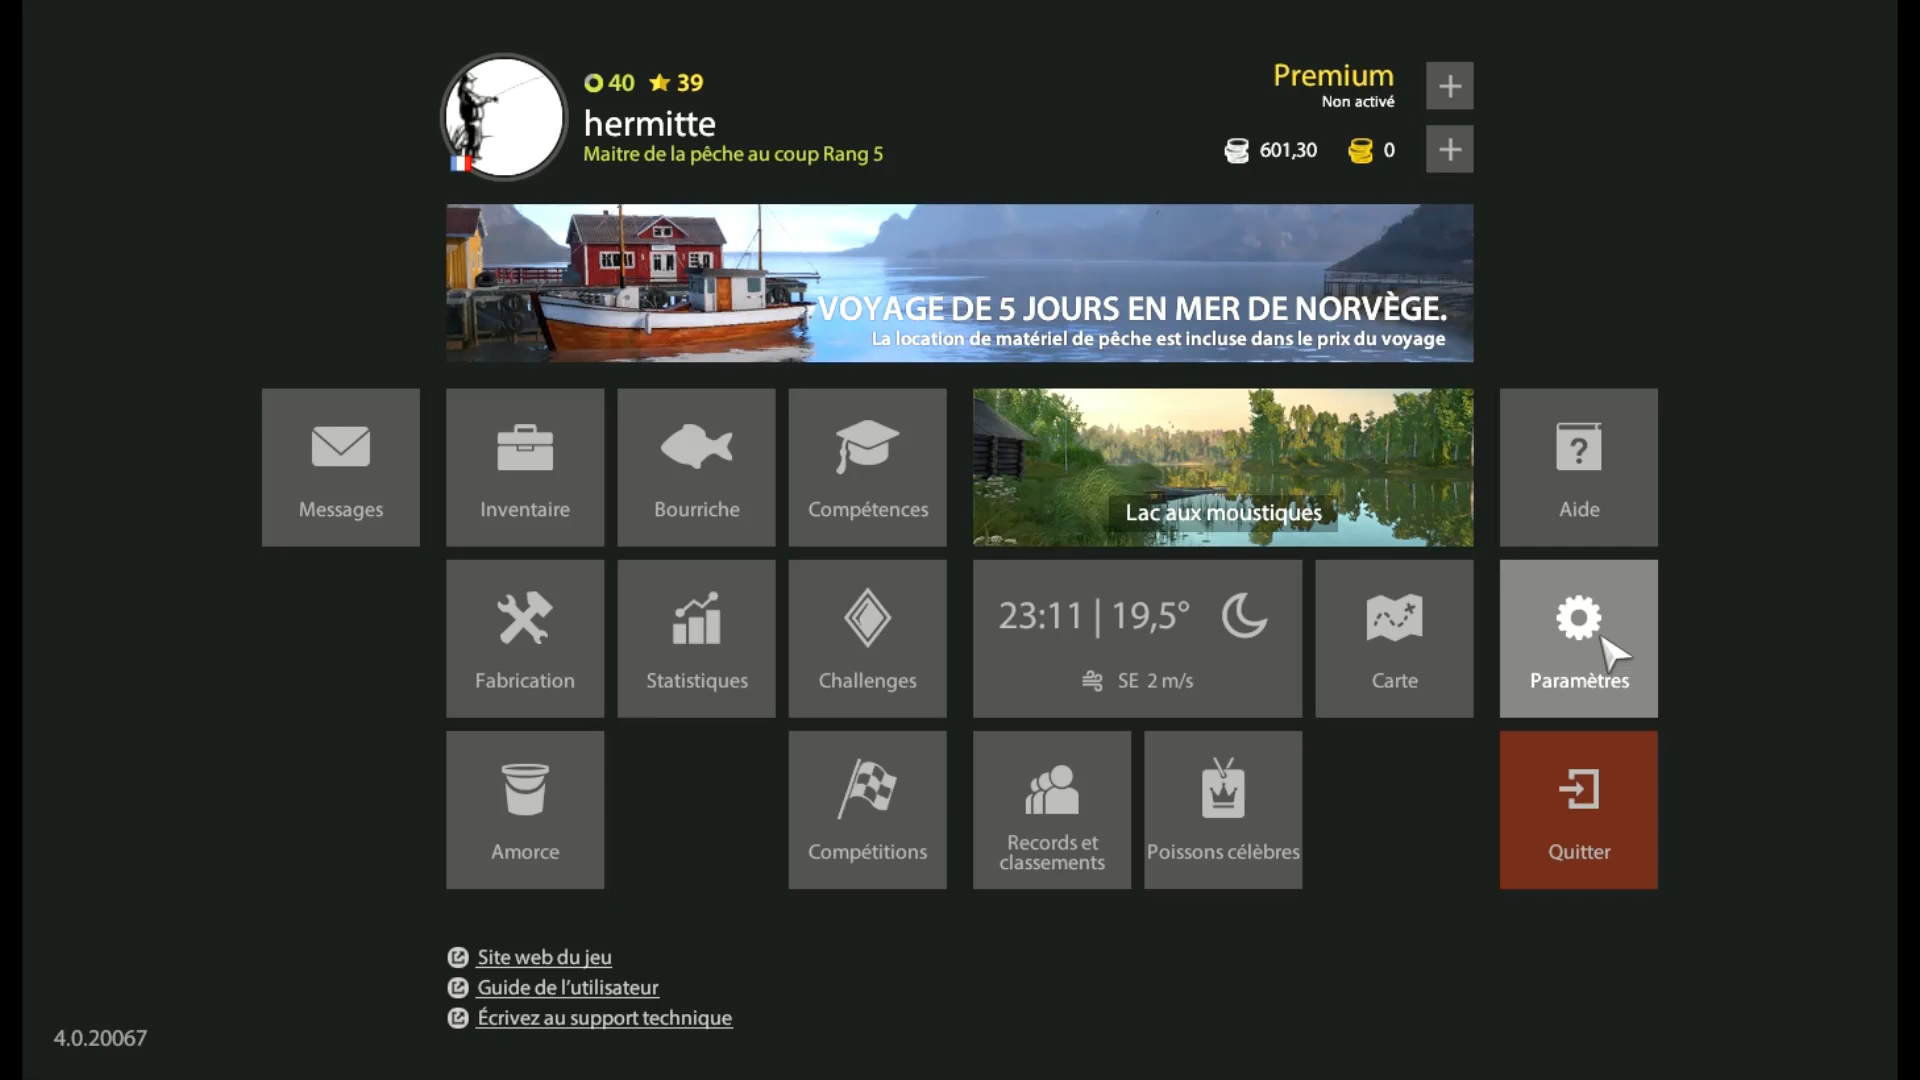 40 39
hermitte
Maitre de la pêche au coup Rang 5
Premium
Non activé
601,30 0
VOYAGE DE 5 JOURS EN MER DE NORVÈGE.
La location de matériel de pêche est incluse dans le prix du voyage
Messages
Inventaire
Bourriche
Compétences
Lac aux moustiques
Aide
Fabrication
Statistiques
Challenges
23:11 | 19,5°
SE 2 m/s
Carte
Paramètres
Amorce
Compétitions
Records et
classements
Poissons célèbres
Quitter
Site web du jeu
Guide de l'utilisateur
Écrivez au support technique
4.0.20067